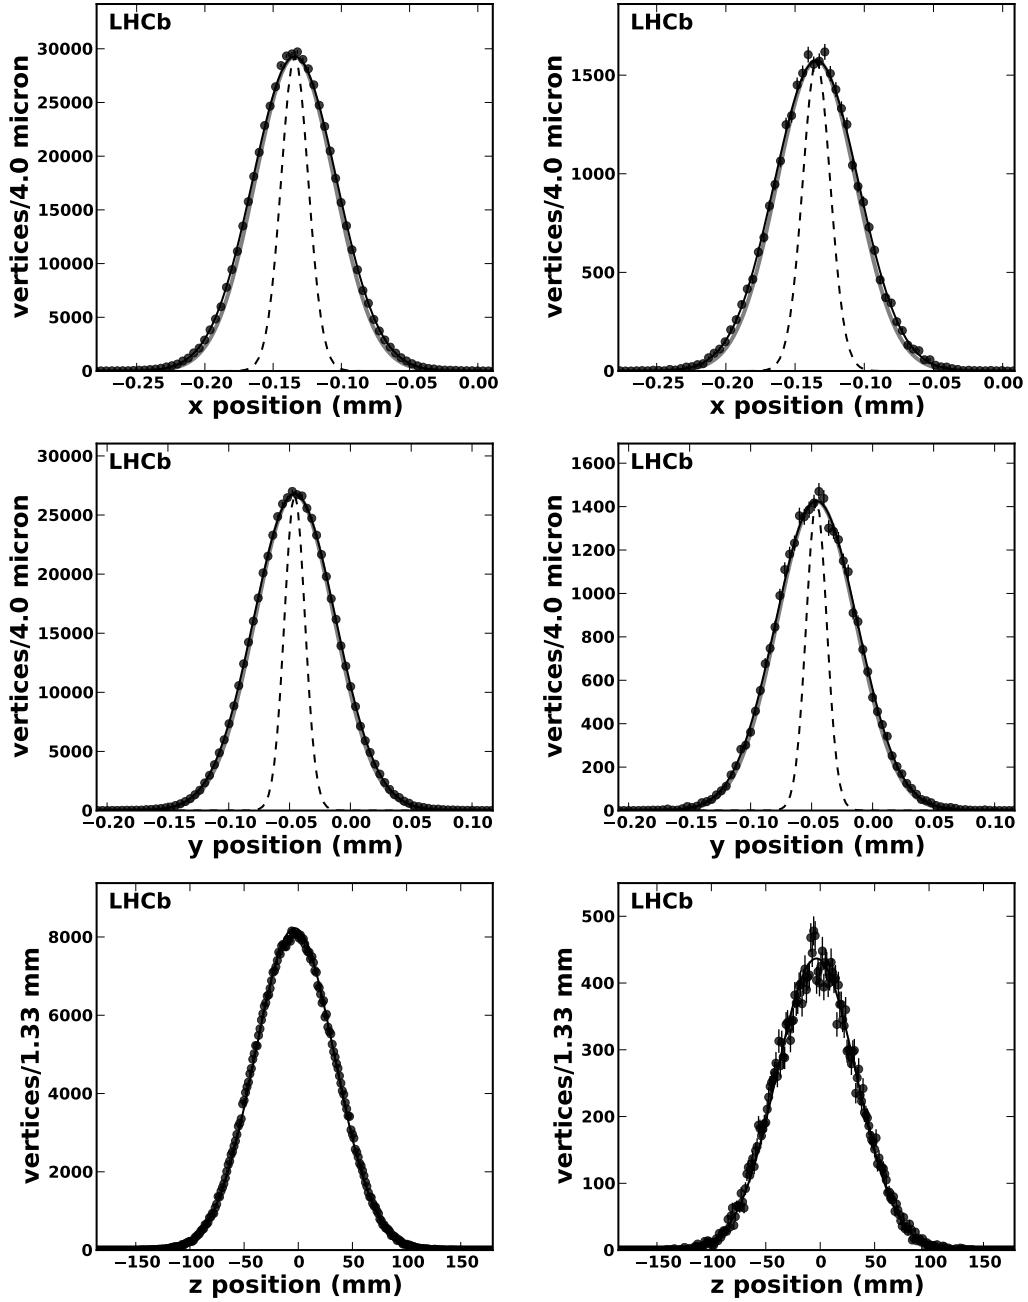 LHCb
30000
25000
20000
15000
10000
5000
0
vertices/4.0 micron
−0.25 −0.20 −0.15 −0.10 −0.05 0.00
x position (mm)
LHCb
1500
1000
500
0
vertices/4.0 micron
−0.25 −0.20 −0.15 −0.10 −0.05 0.00
x position (mm)
LHCb
30000
25000
20000
15000
10000
5000
0
vertices/4.0 micron
−0.20 −0.15 −0.10 −0.05 0.00 0.05 0.10
y position (mm)
LHCb
1600
1400
1200
1000
800
600
400
200
0
vertices/4.0 micron
−0.20 −0.15 −0.10 −0.05 0.00 0.05 0.10
y position (mm)
LHCb
8000
6000
4000
2000
0
vertices/1.33 mm
−150 −100 −50 0 50 100 150
z position (mm)
LHCb
500
400
300
200
100
0
vertices/1.33 mm
−150 −100 −50 0 50 100 150
z position (mm)